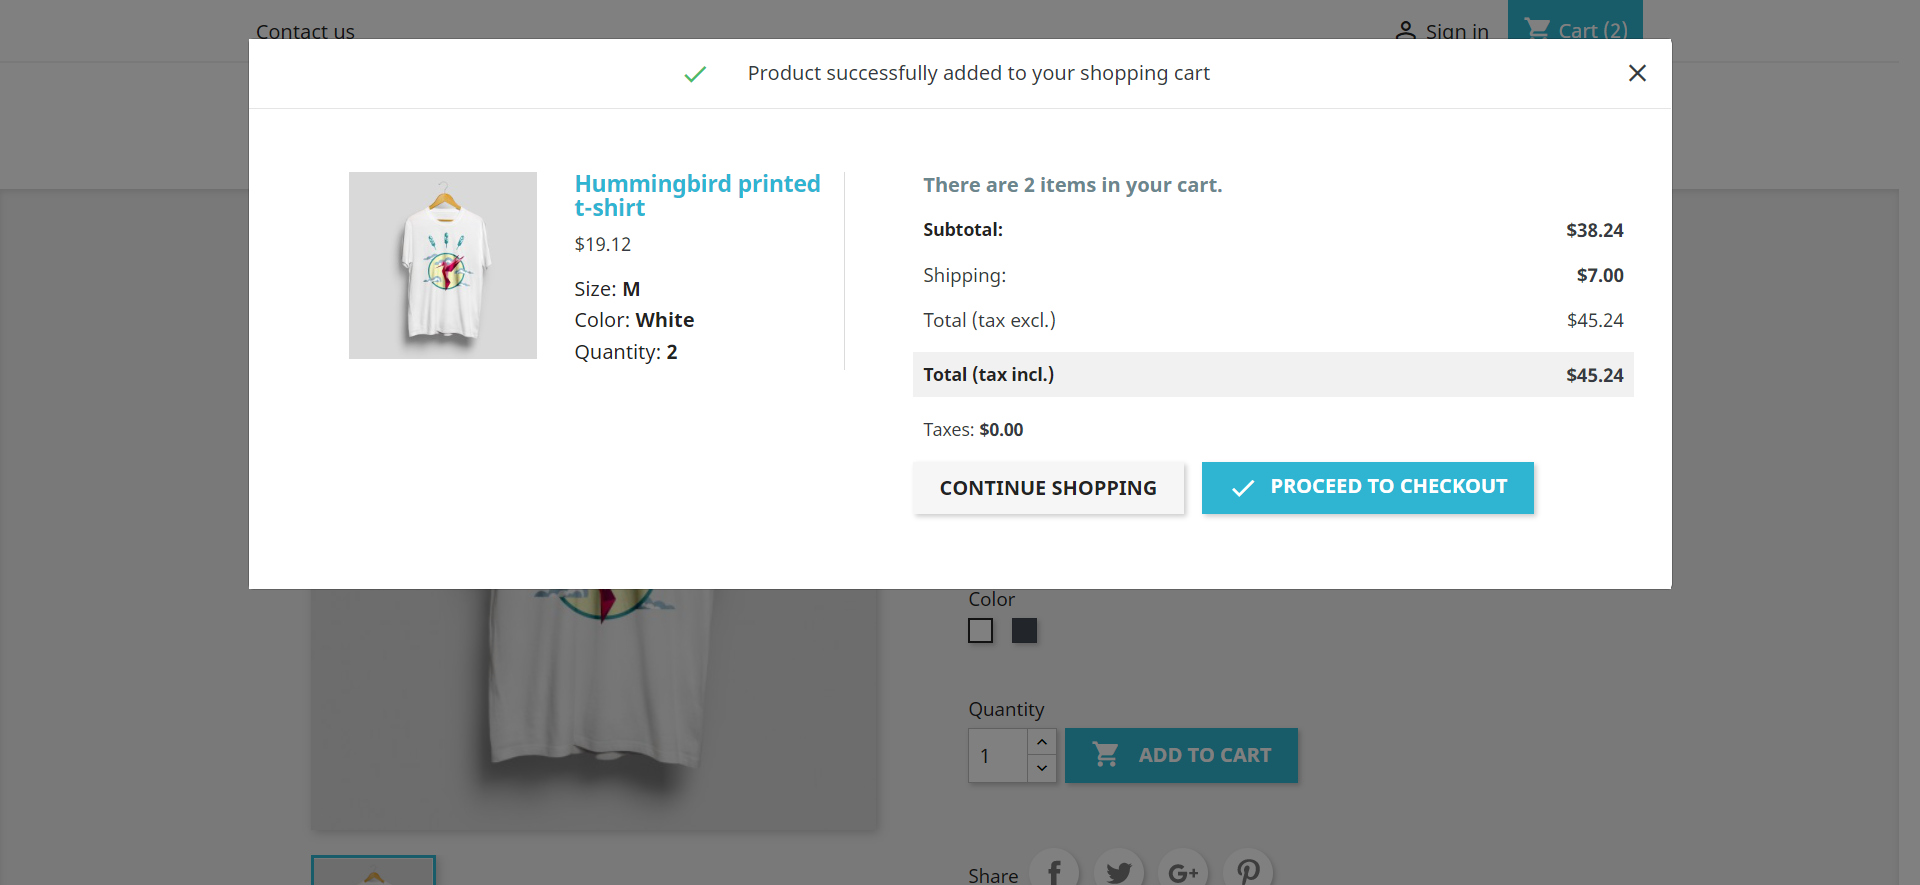 Contact us
Sign in
Cart (2)
Product successfully added to your shopping cart
Hummingbird printed
t-shirt
$19.12
Size: M
Color: White
Quantity: 2
There are 2 items in your cart.
Subtotal: $38.24
Shipping: $7.00
Total (tax excl.) $45.24
Total (tax incl.) $45.24
Taxes: $0.00
CONTINUE SHOPPING
PROCEED TO CHECKOUT
Color
Quantity
1
ADD TO CART
Share